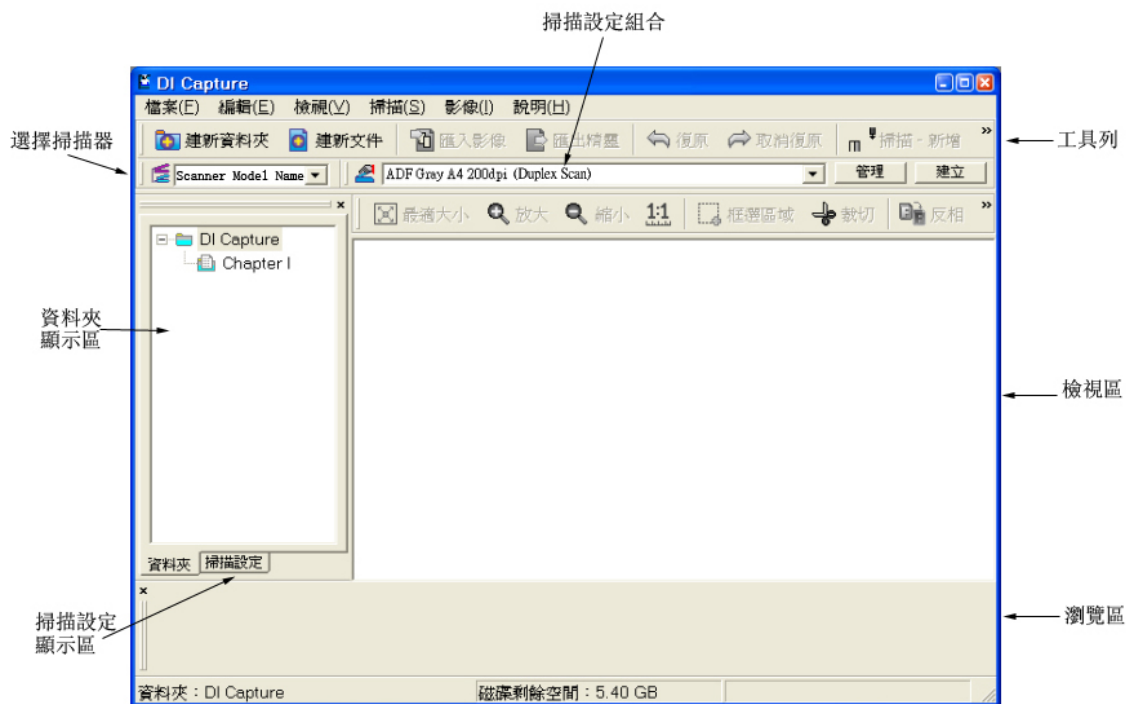 掃描設定組合
DI Capture
檔案(F) 編輯(E) 檢視(V) 掃描(S) 影像(I) 說明(H)
選擇掃描器
建新資料夾 建新文件 匯入影像 匯出精靈 復原 取消復原 掃描 - 新增 »
工具列
Scanner Model Name ADF Gray A4 200dpi (Duplex Scan) 管理 建立
最適大小 放大 縮小 1:1 框選區域 裁切 反相 »
DI Capture
Chapter I
資料夾
顯示區
檢視區
資料夾 掃描設定
掃描設定
顯示區
瀏覽區
資料夾：DI Capture 磁碟剩餘空間：5.40 GB